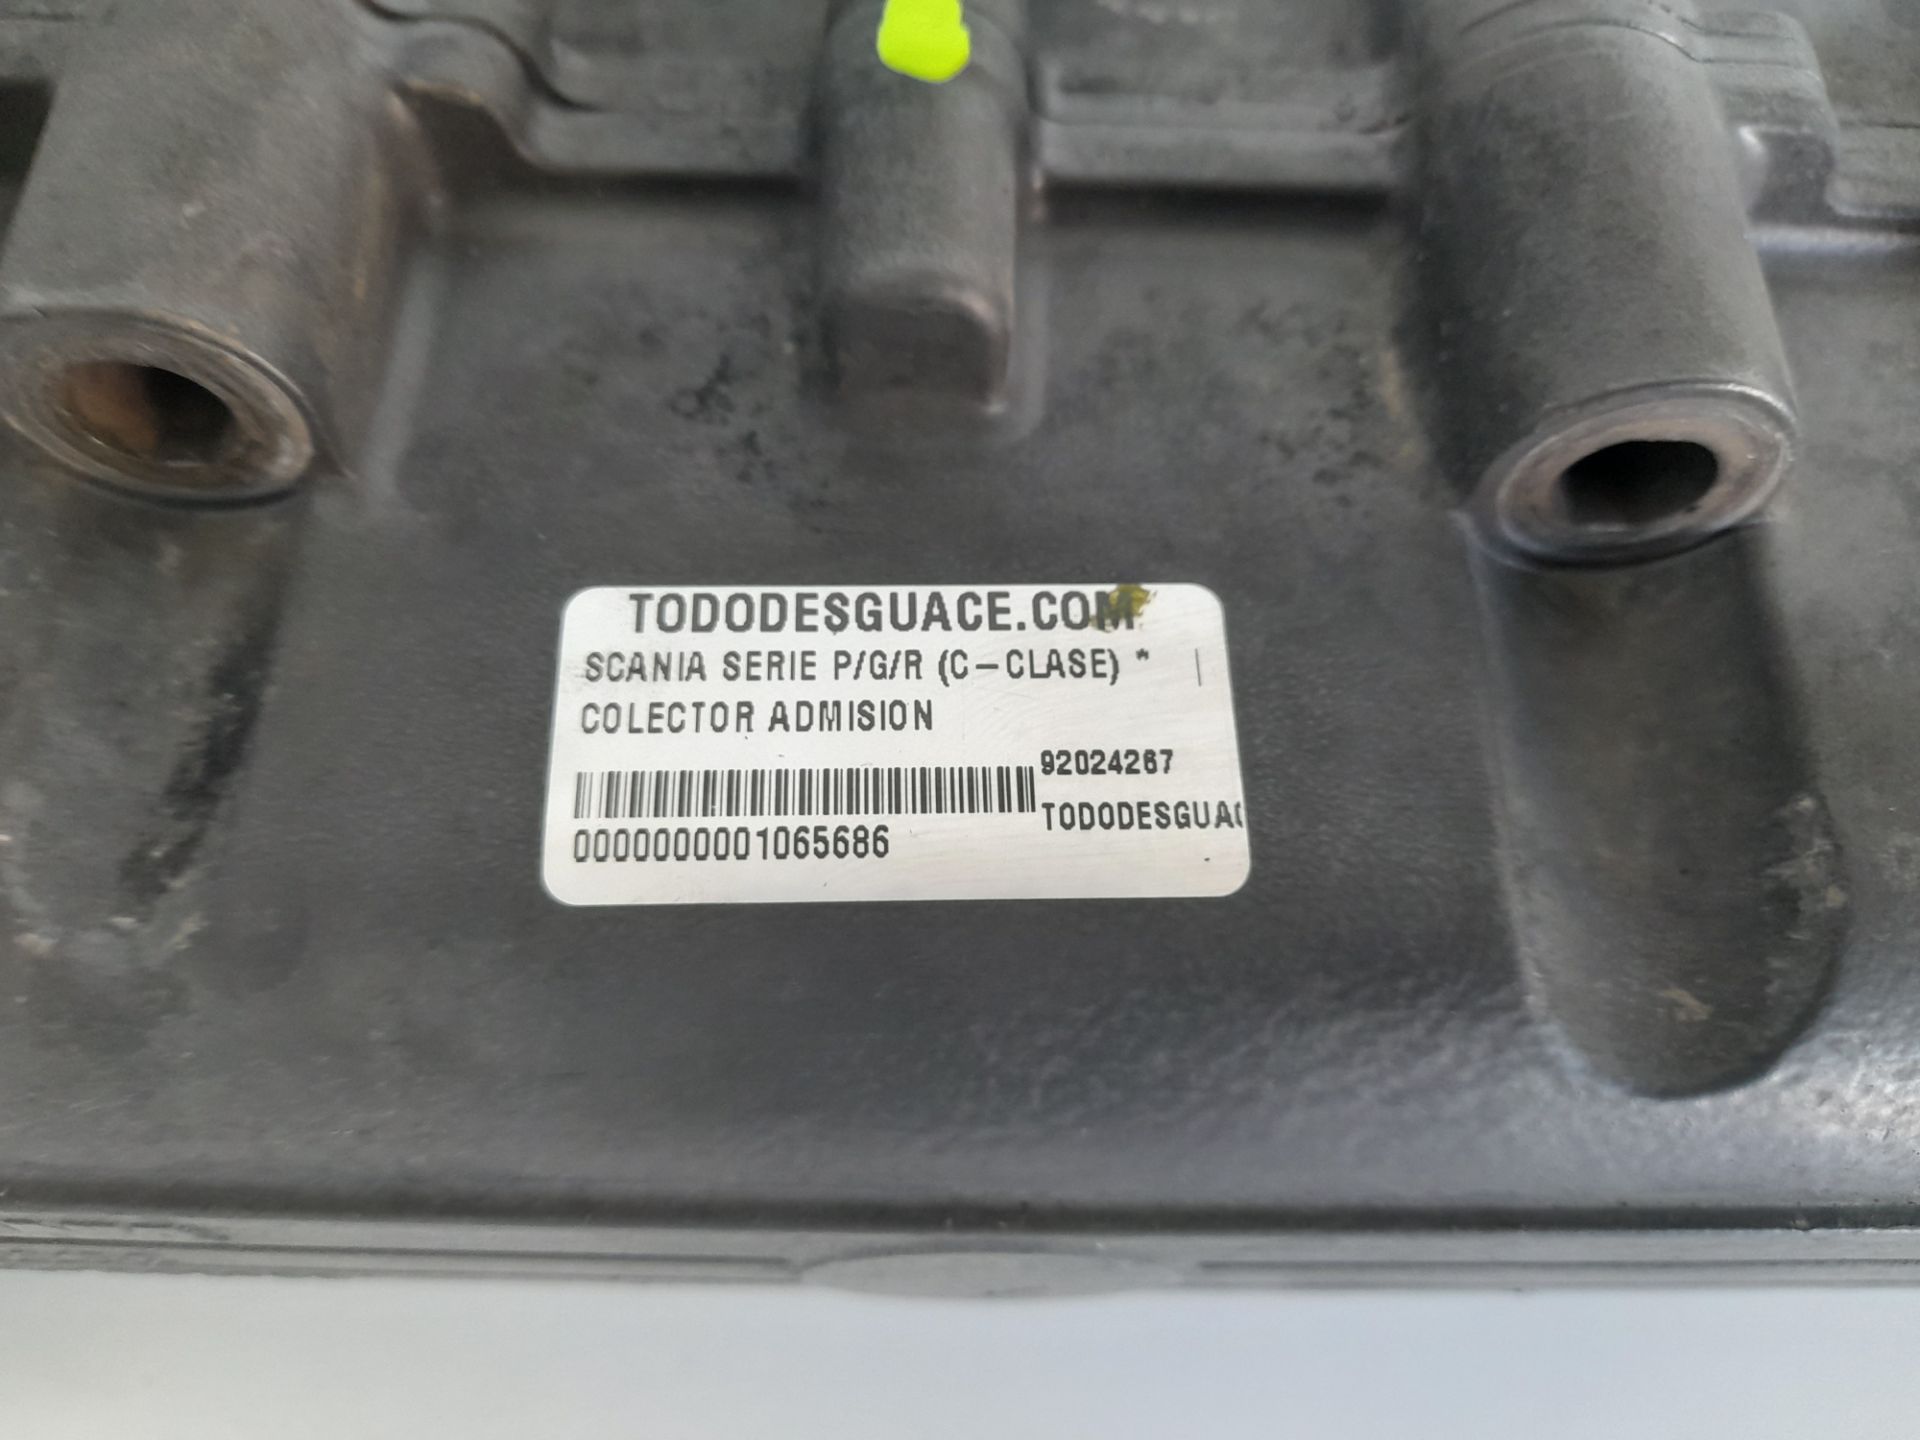 TODODESGUACE.COM
SCANIA SERIE P/G/R (C-CLASE) * |
COLECTOR ADMISION
92024267
TODODESGUAC
0000000001065686